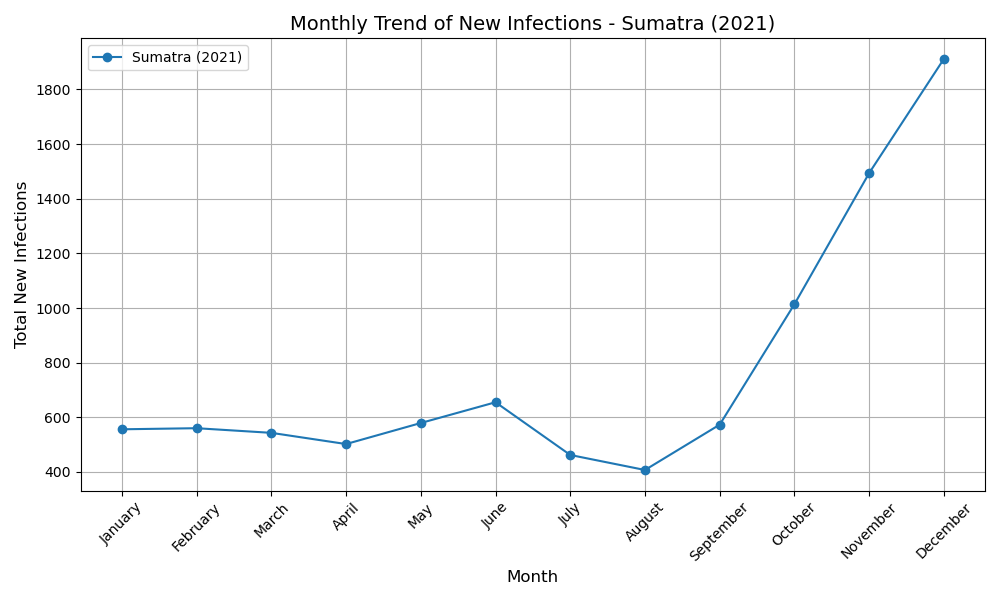 Monthly Trend of New Infections - Sumatra (2021)
Sumatra (2021)
Total New Infections
1800
1600
1400
1200
1000
800
600
400
January
February
March
April
May
June
July
August
September
October
November
December
Month